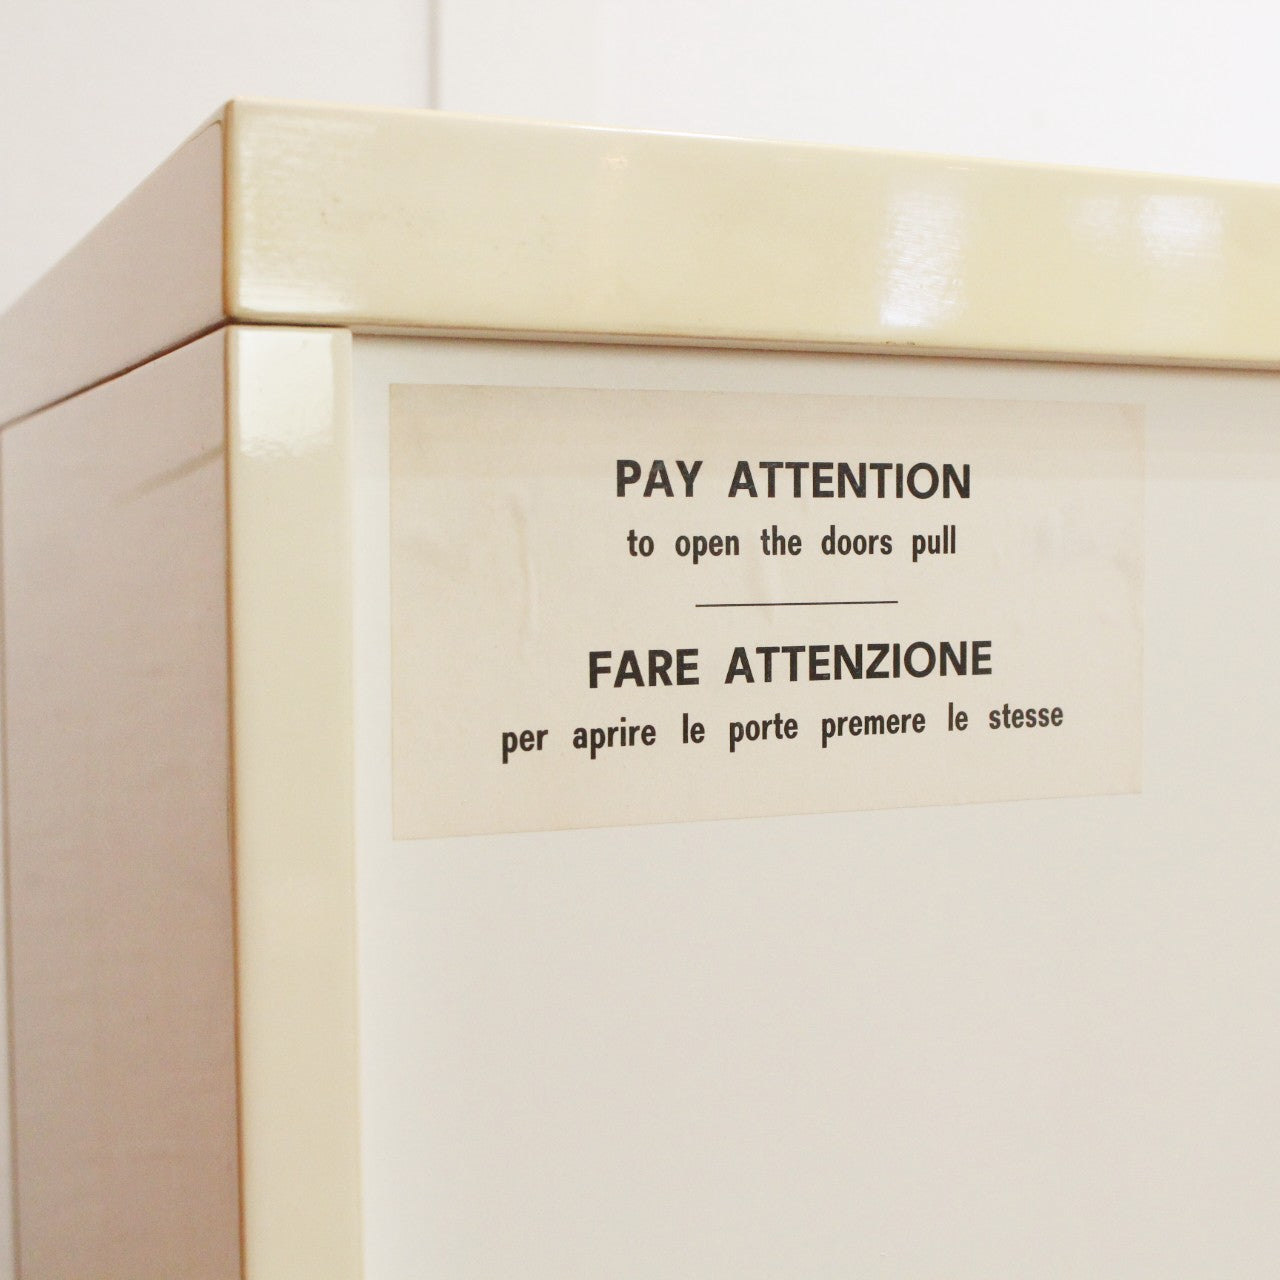 PAY ATTENTION
to open the doors pull
FARE ATTENZIONE
per aprire le porte premere le stesse